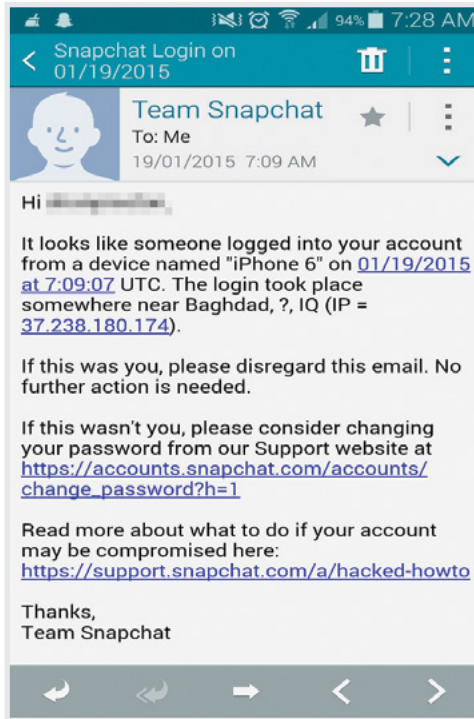 94% 7:28 AM
Snapchat Login on
01/19/2015
Team Snapchat
To: Me
19/01/2015 7:09 AM
Hi
It looks like someone logged into your account
from a device named "iPhone 6" on 01/19/2015
at 7:09:07 UTC. The login took place
somewhere near Baghdad, ?, IQ (IP =
37.238.180.174).
If this was you, please disregard this email. No
further action is needed.
If this wasn't you, please consider changing
your password from our Support website at
https://accounts.snapchat.com/accounts/
change_password?h=1
Read more about what to do if your account
may be compromised here:
https://support.snapchat.com/a/hacked-howto
Thanks,
Team Snapchat